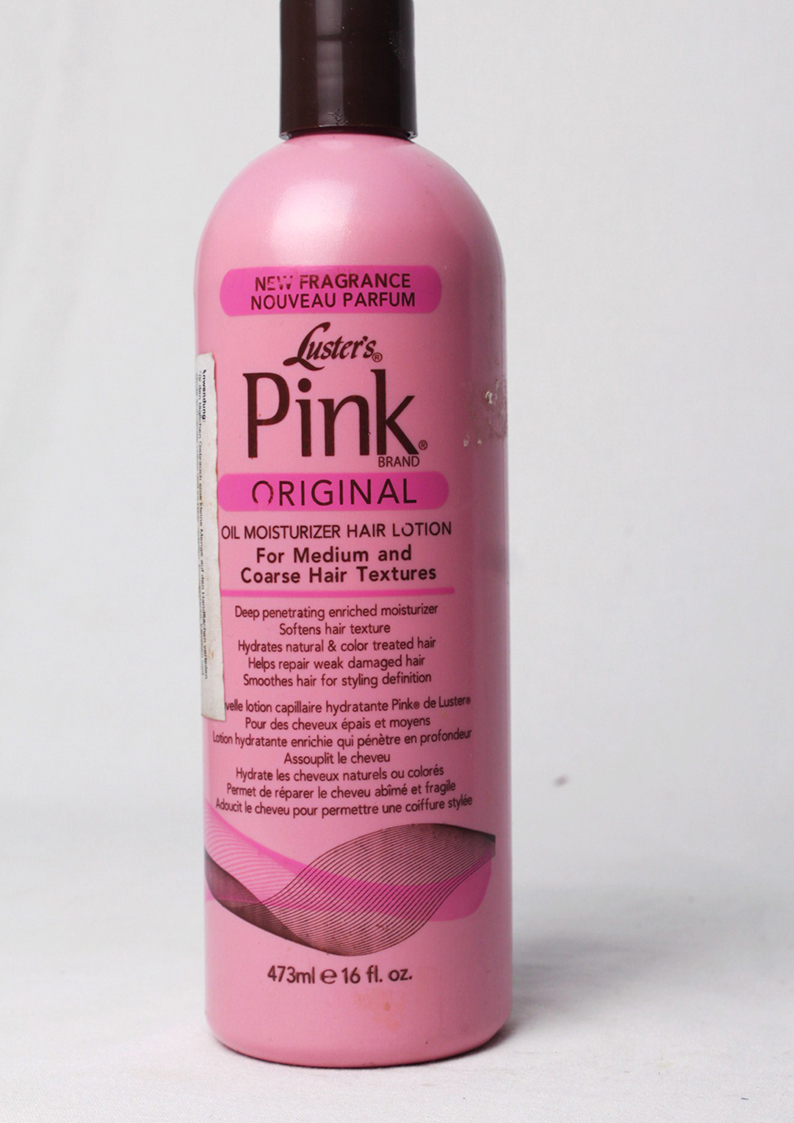 NEW FRAGRANCE
NOUVEAU PARFUM
Luster's®
Pink®
BRAND
ORIGINAL
OIL MOISTURIZER HAIR LOTION
For Medium and
Coarse Hair Textures
Deep penetrating enriched moisturizer
Softens hair texture
Hydrates natural & color treated hair
Helps repair weak damaged hair
Smoothes hair for styling definition
velle lotion capillaire hydratante Pink® de Luster®
Pour des cheveux épais et moyens
Lotion hydratante enrichie qui pénètre en profondeur
Assouplit le cheveu
Hydrate les cheveux naturels ou colorés
Permet de réparer le cheveu abîmé et fragile
Adoucit le cheveu pour permettre une coiffure stylée
473ml e 16 fl. oz.
Anwendung: